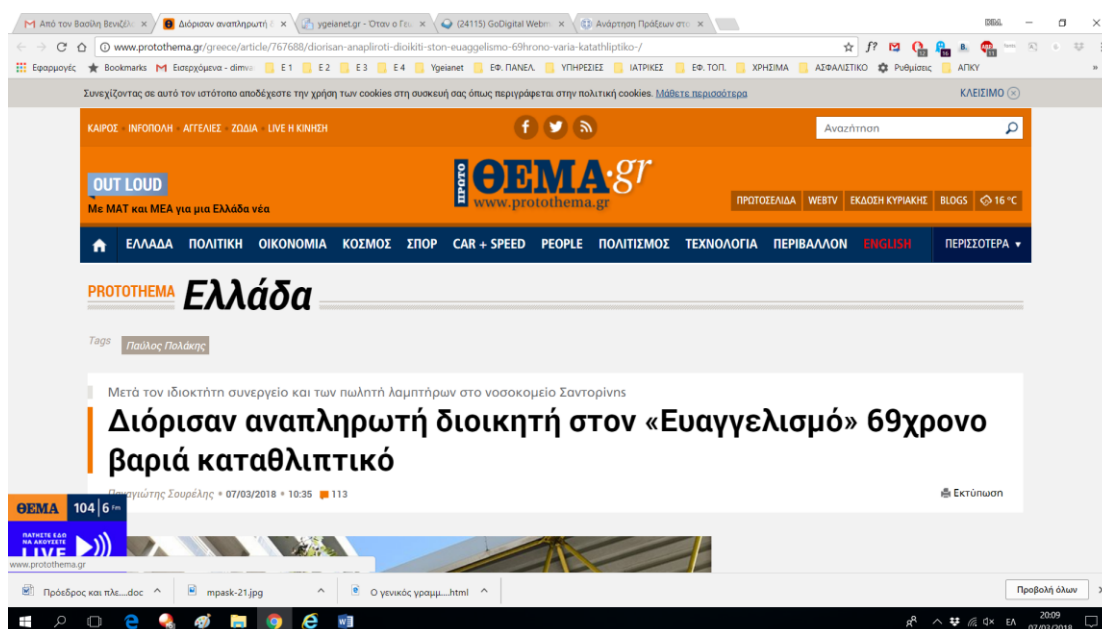 Από τον Βασίλη Βενιζέλ
Διόρισαν αναπληρωτή δ
ygeianet.gr - Όταν ο Γεν
(24115) GoDigital Webm
Ανάρτηση Πράξεων στο
www.protothema.gr/greece/article/767688/diorisan-anapliroti-dioikiti-ston-euaggelismo-69hrono-varia-katathliptiko-/
Εφαρμογές Bookmarks Εισερχόμενα - dimva Ε 1 Ε 2 Ε 3 Ε 4 Ygeianet ΕΦ. ΠΑΝΕΛ. ΥΠΗΡΕΣΙΕΣ ΙΑΤΡΙΚΕΣ ΕΦ. ΤΟΠ. ΧΡΗΣΙΜΑ ΑΣΦΑΛΙΣΤΙΚΟ Ρυθμίσεις ΑΠΚΥ »
Συνεχίζοντας σε αυτό τον ιστότοπο αποδέχεστε την χρήση των cookies στη συσκευή σας όπως περιγράφεται στην πολιτική cookies. Μάθετε περισσότερα ΚΛΕΙΣΙΜΟ
ΚΑΙΡΟΣ INFΟΠΟΛΗ ΑΓΓΕΛΙΕΣ ΖΩΔΙΑ LIVE Η ΚΙΝΗΣΗ
Αναζήτηση
OUT LOUD
Με ΜΑΤ και ΜΕΑ για μια Ελλάδα νέα
ΠΡΩΤΟ ΘΕΜΑ.gr
www.protothema.gr
ΠΡΩΤΟΣΕΛΙΔΑ WEBTV ΕΚΔΟΣΗ ΚΥΡΙΑΚΗΣ BLOGS 16 °C
ΕΛΛΑΔΑ ΠΟΛΙΤΙΚΗ ΟΙΚΟΝΟΜΙΑ ΚΟΣΜΟΣ ΣΠΟΡ CAR + SPEED PEOPLE ΠΟΛΙΤΙΣΜΟΣ ΤΕΧΝΟΛΟΓΙΑ ΠΕΡΙΒΑΛΛΟΝ ENGLISH ΠΕΡΙΣΣΟΤΕΡΑ
PROTOTHEMA Ελλάδα
Tags Παύλος Πολάκης
Μετά τον ιδιοκτήτη συνεργείο και των πωλητή λαμπτήρων στο νοσοκομείο Σαντορίνης
Διόρισαν αναπληρωτή διοικητή στον «Ευαγγελισμό» 69χρονο
βαριά καταθλιπτικό
Παναγιώτης Σουρέλης • 07/03/2018 • 10:35 113
Εκτύπωση
ΘΕΜΑ 104|6 Fm
ΠΑΤΗΣΤΕ ΕΔΩ
ΝΑ ΑΚΟΥΣΕΤΕ
LIVE
www.protothema.gr
Πρόεδρος και πλε....doc mpask-21.jpg Ο γενικός γραμμ....html Προβολή όλων
20:09
ΕΛ
07/03/2018